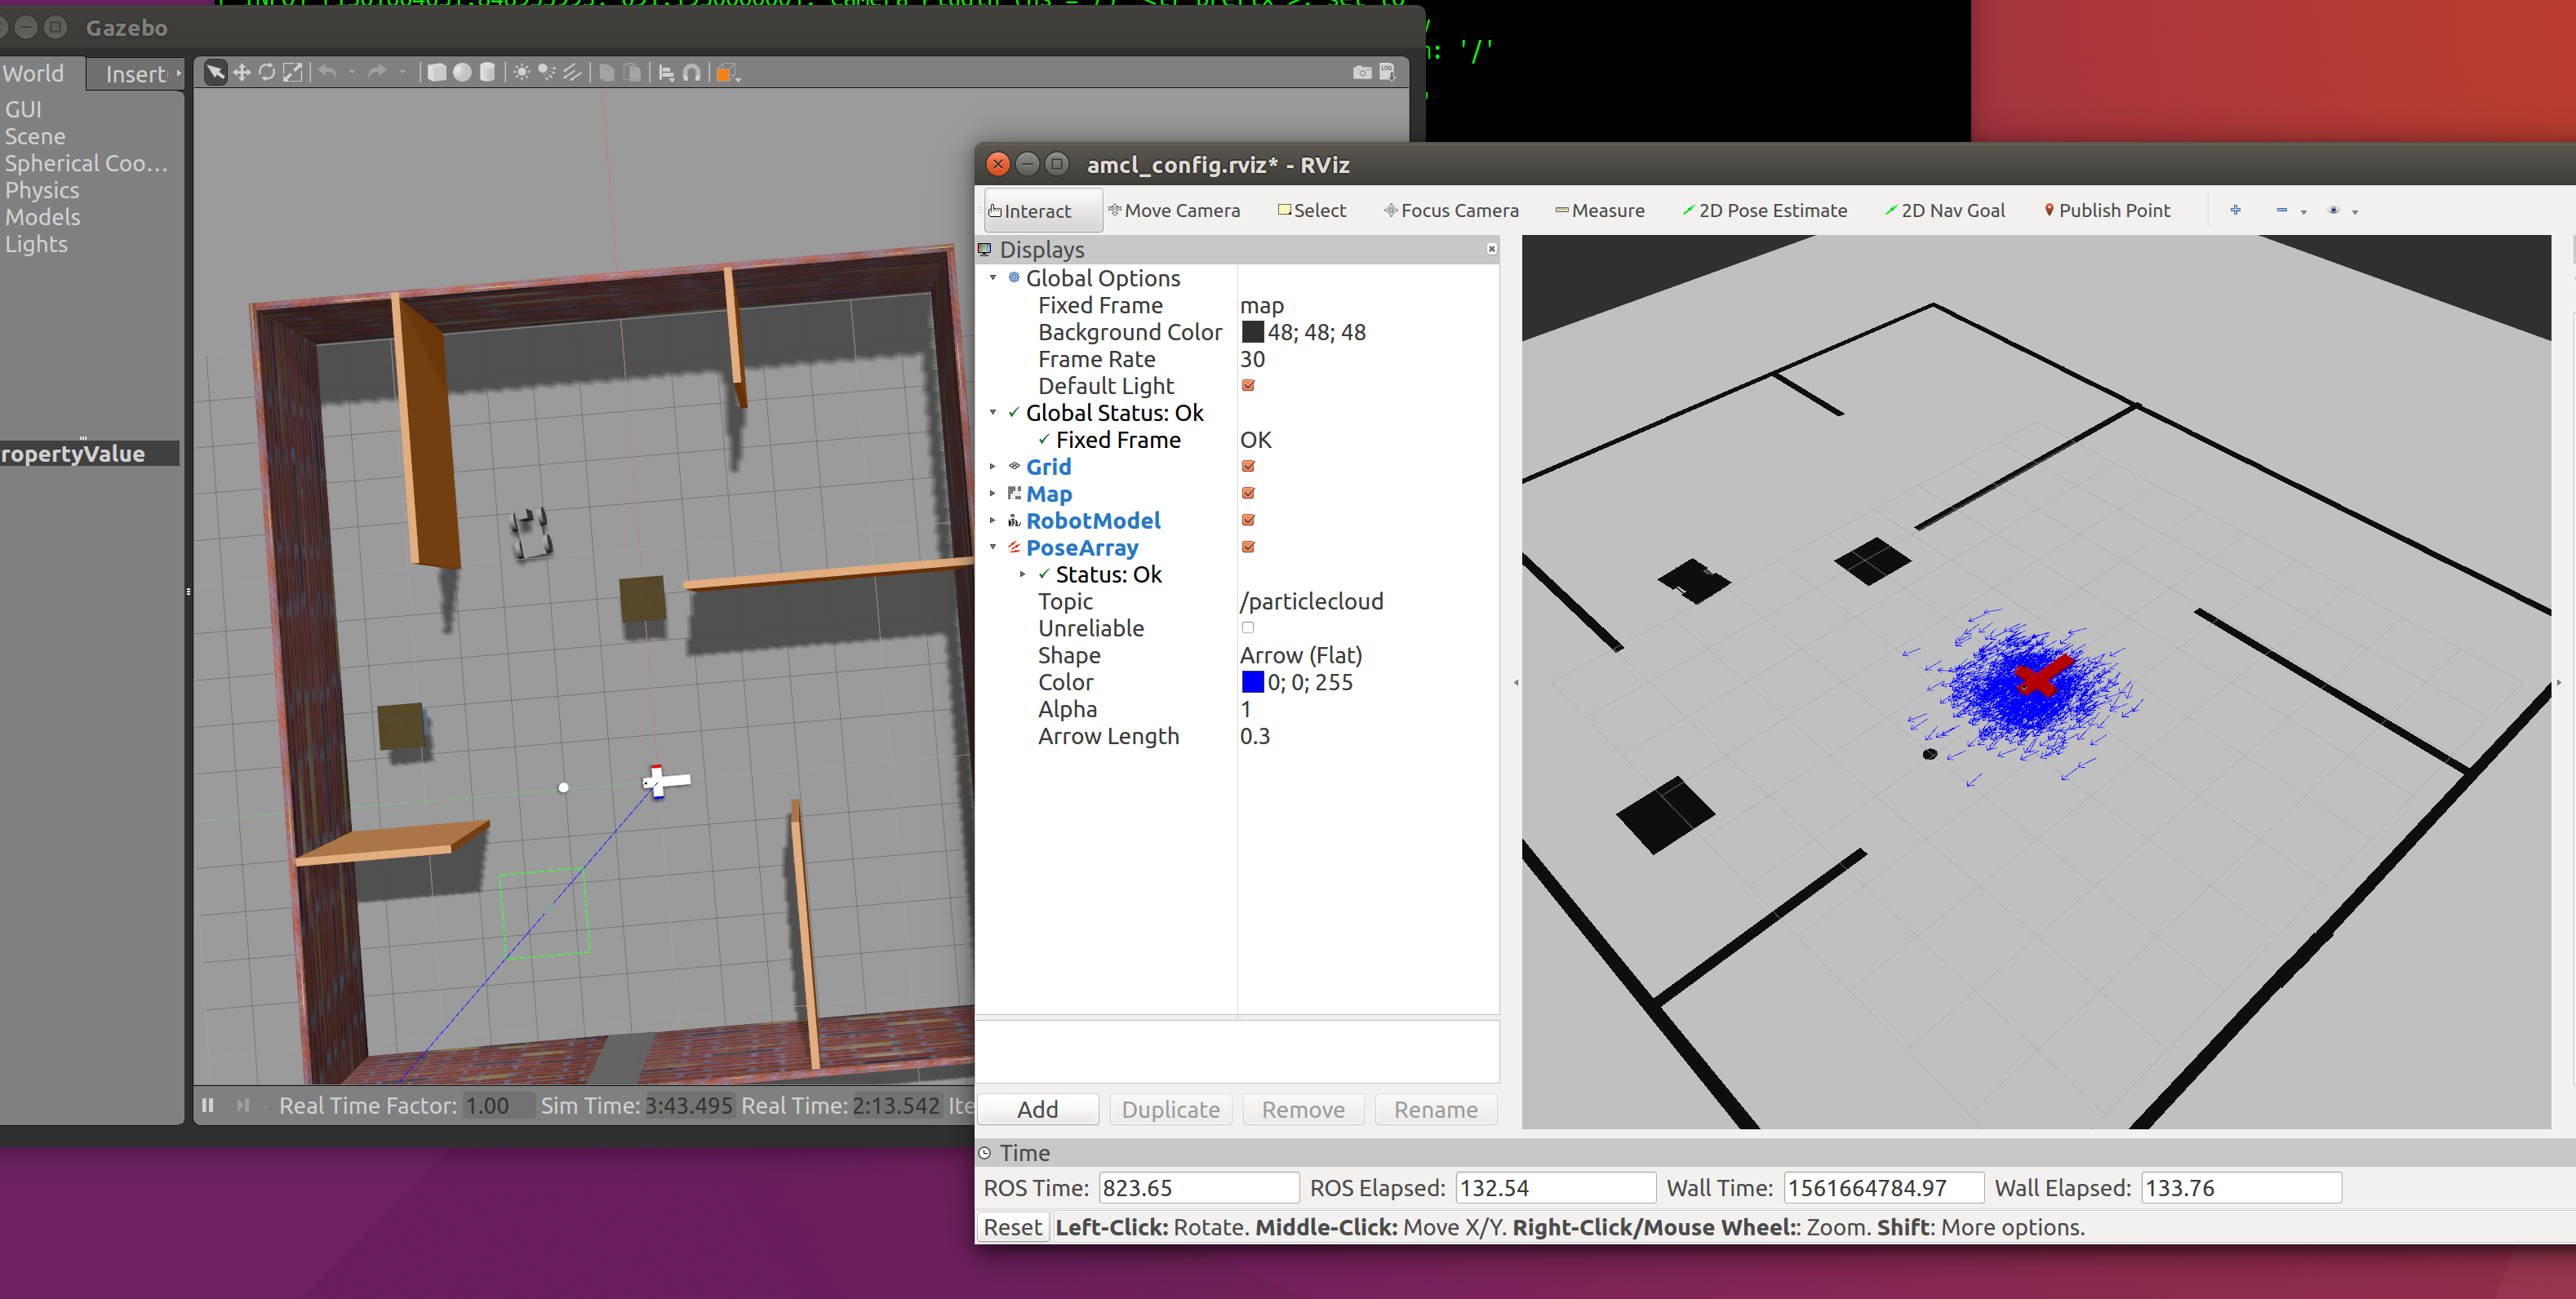 n: '/'
Gazebo
World Insert
GUI
Scene
Spherical Coo...
Physics
Models
Lights
ropertyValue
Real Time Factor: 1.00 Sim Time: 3:43.495 Real Time: 2:13.542 Ite
amcl_config.rviz* - RViz
Interact Move Camera Select Focus Camera Measure 2D Pose Estimate 2D Nav Goal Publish Point
Displays
Global Options
Fixed Frame map
Background Color 48; 48; 48
Frame Rate 30
Default Light
Global Status: Ok
Fixed Frame OK
Grid
Map
RobotModel
PoseArray
Status: Ok
Topic /particlecloud
Unreliable
Shape Arrow (Flat)
Color 0; 0; 255
Alpha 1
Arrow Length 0.3
Add Duplicate Remove Rename
Time
ROS Time: 823.65 ROS Elapsed: 132.54 Wall Time: 1561664784.97 Wall Elapsed: 133.76
Reset Left-Click: Rotate. Middle-Click: Move X/Y. Right-Click/Mouse Wheel:: Zoom. Shift: More options.